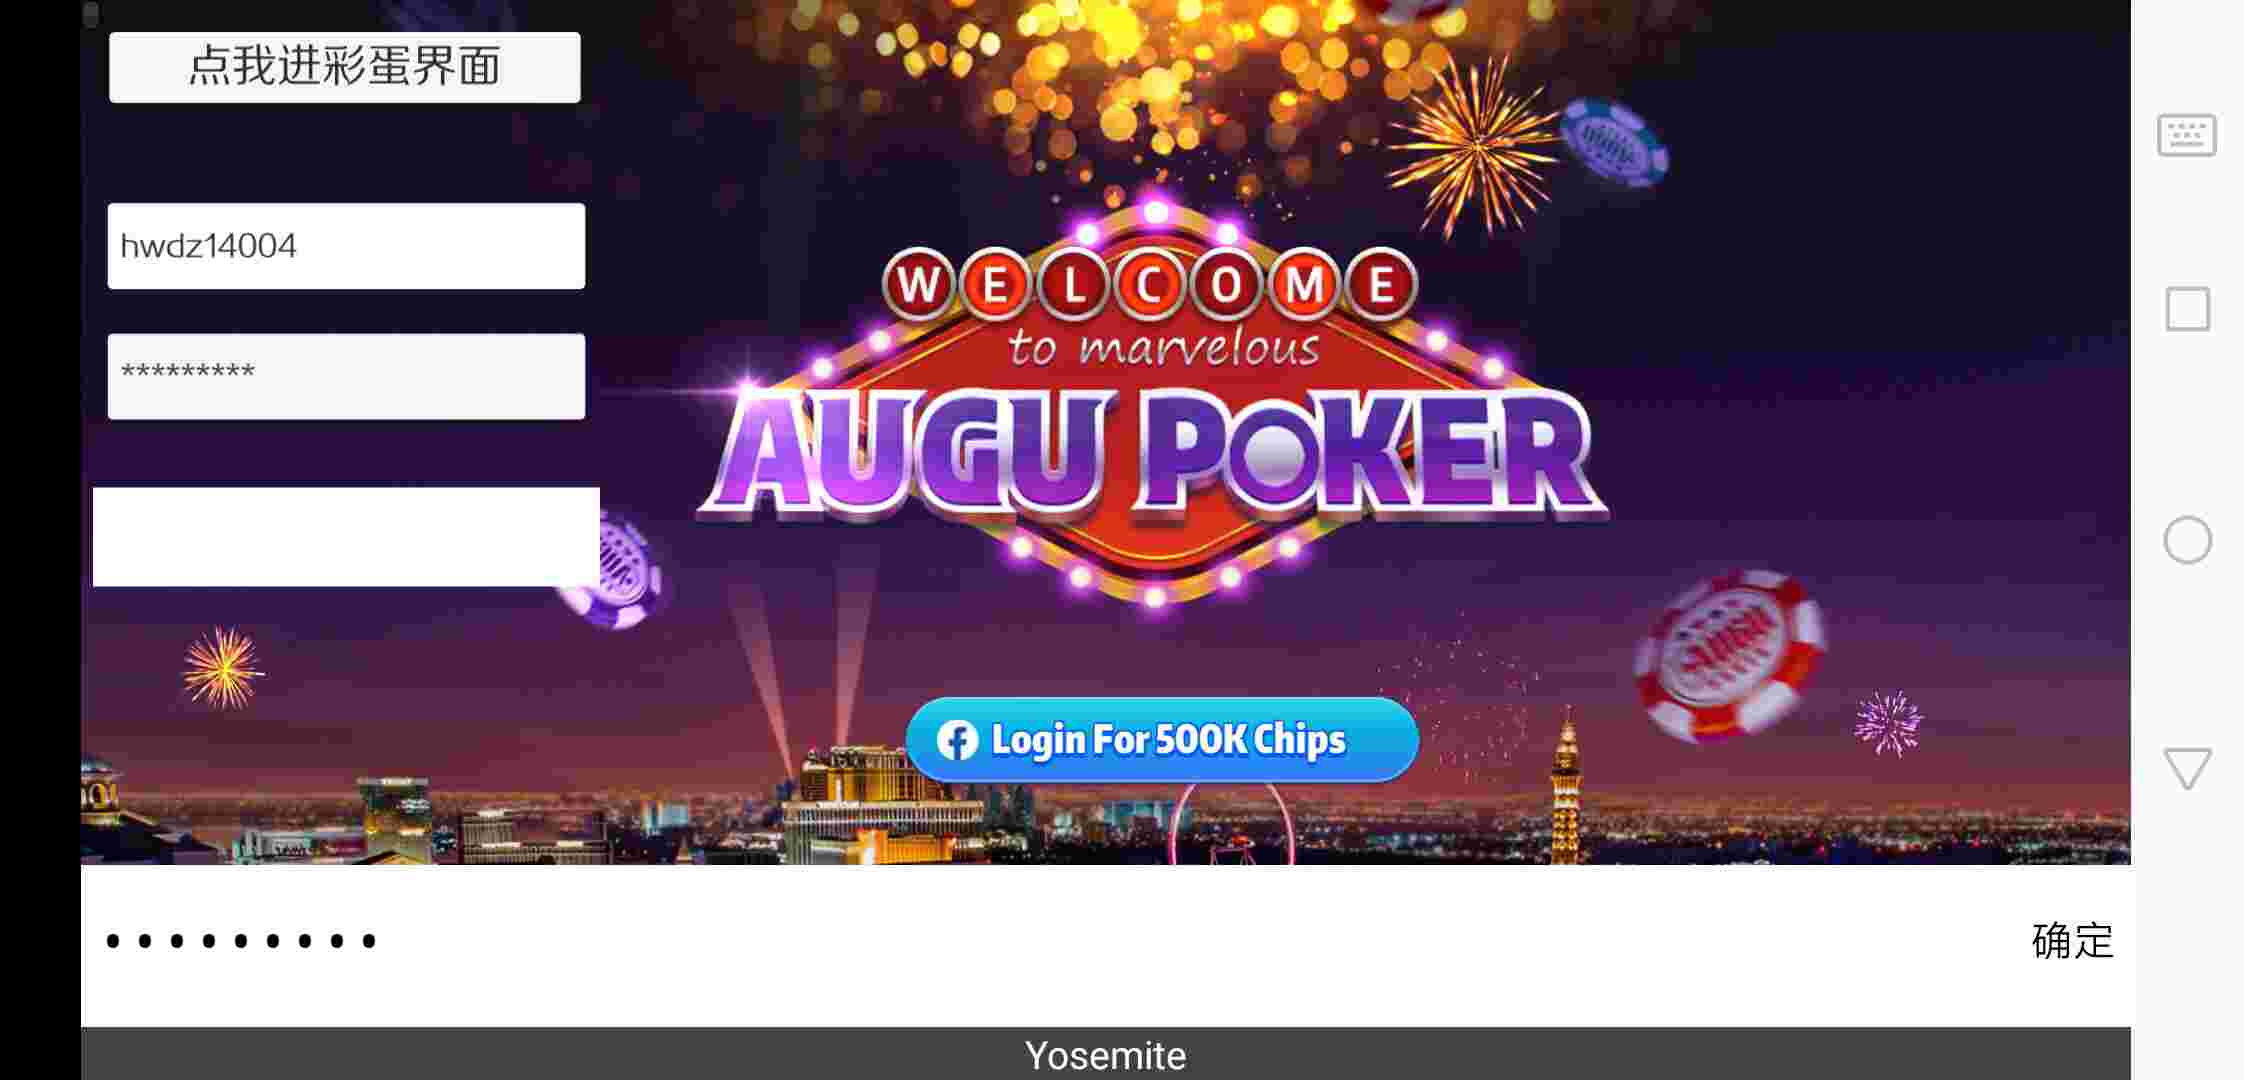 点我进彩蛋界面
hwdz14004
*********
WELCOME
to marvelous
AUGU POKER
Login For 500K Chips
•••••••••
确定
Yosemite